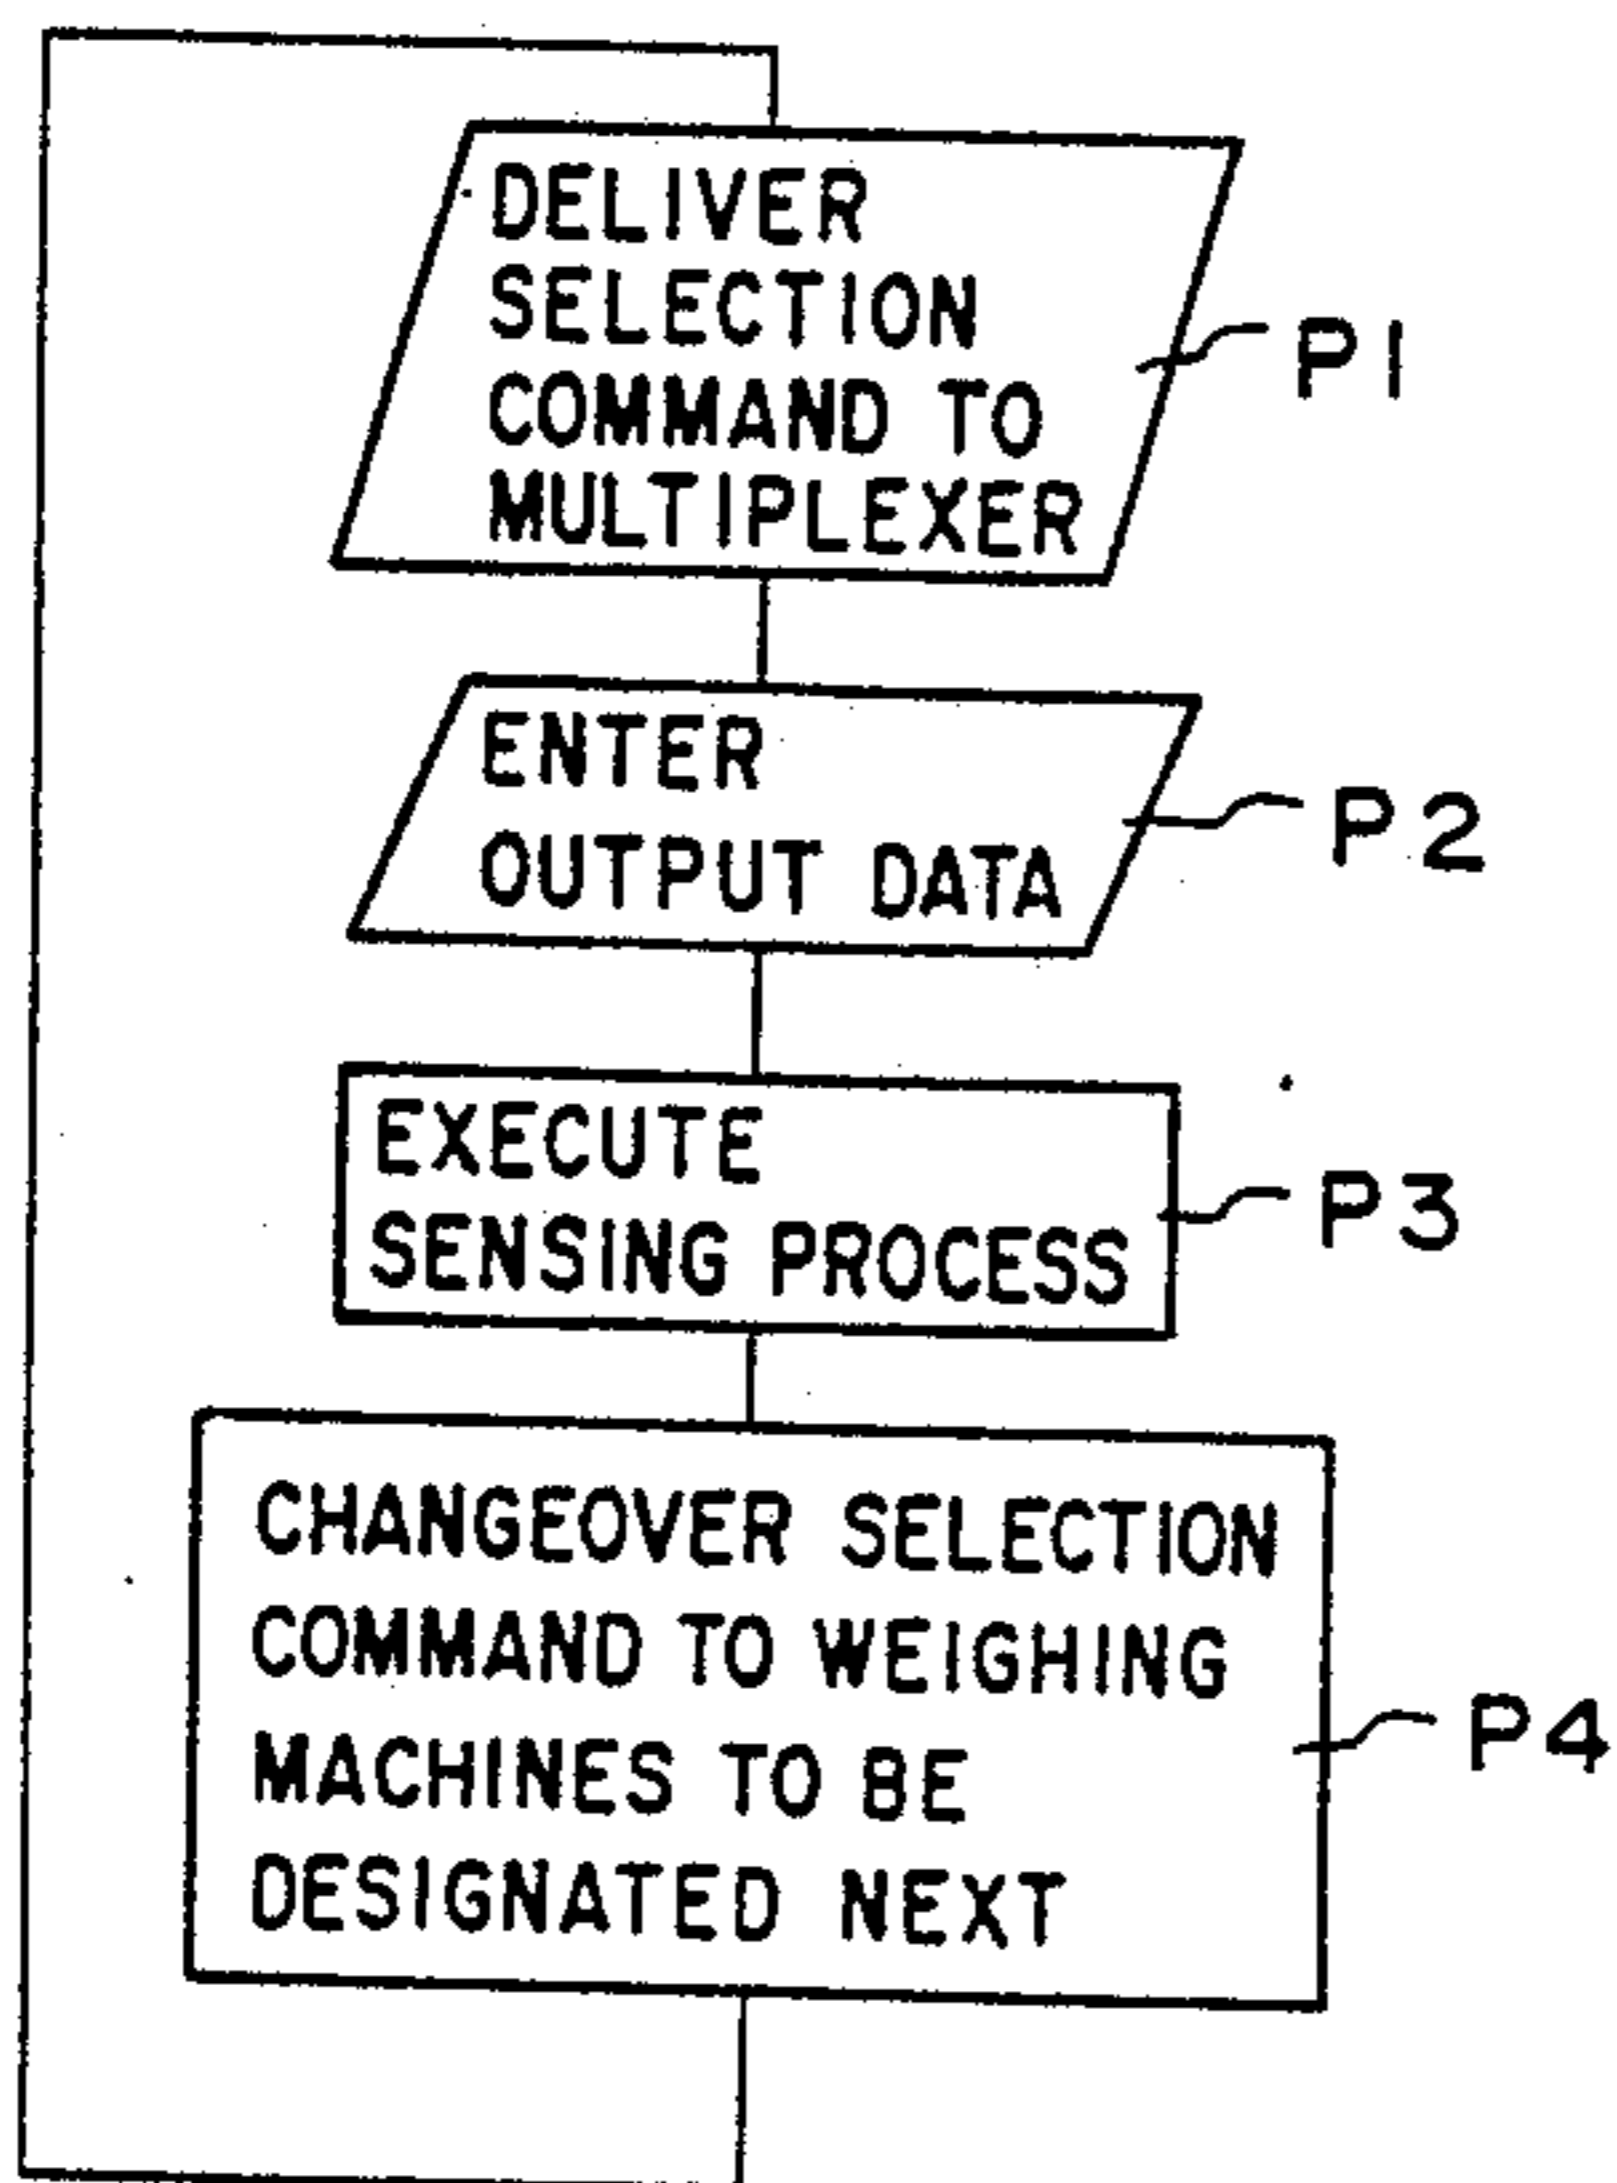 DELIVER
SELECTION
COMMAND TO
MULTIPLEXER
P1
ENTER
OUTPUT DATA
P2
EXECUTE
SENSING PROCESS
P3
CHANGEOVER SELECTION
COMMAND TO WEIGHING
MACHINES TO BE
DESIGNATED NEXT
P4